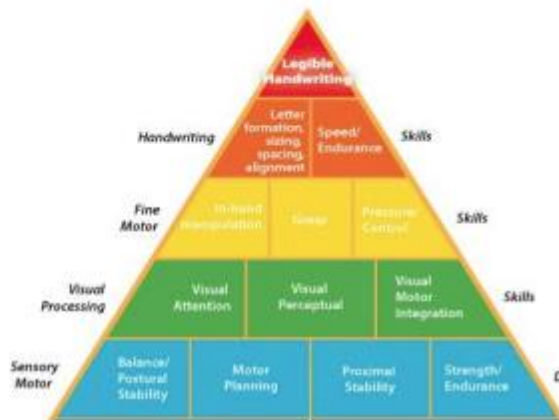 Legible
Handwriting
Handwriting
Letter
formation,
sizing,
spacing,
alignment
Speed/
Endurance
Skills
Fine
Motor
In-hand
manipulation
Grasp
Pressure/
Control
Skills
Visual
Processing
Visual
Attention
Visual
Perceptual
Visual
Motor
Integration
Skills
Sensory
Motor
Balance/
Postural
Stability
Motor
Planning
Proximal
Stability
Strength/
Endurance